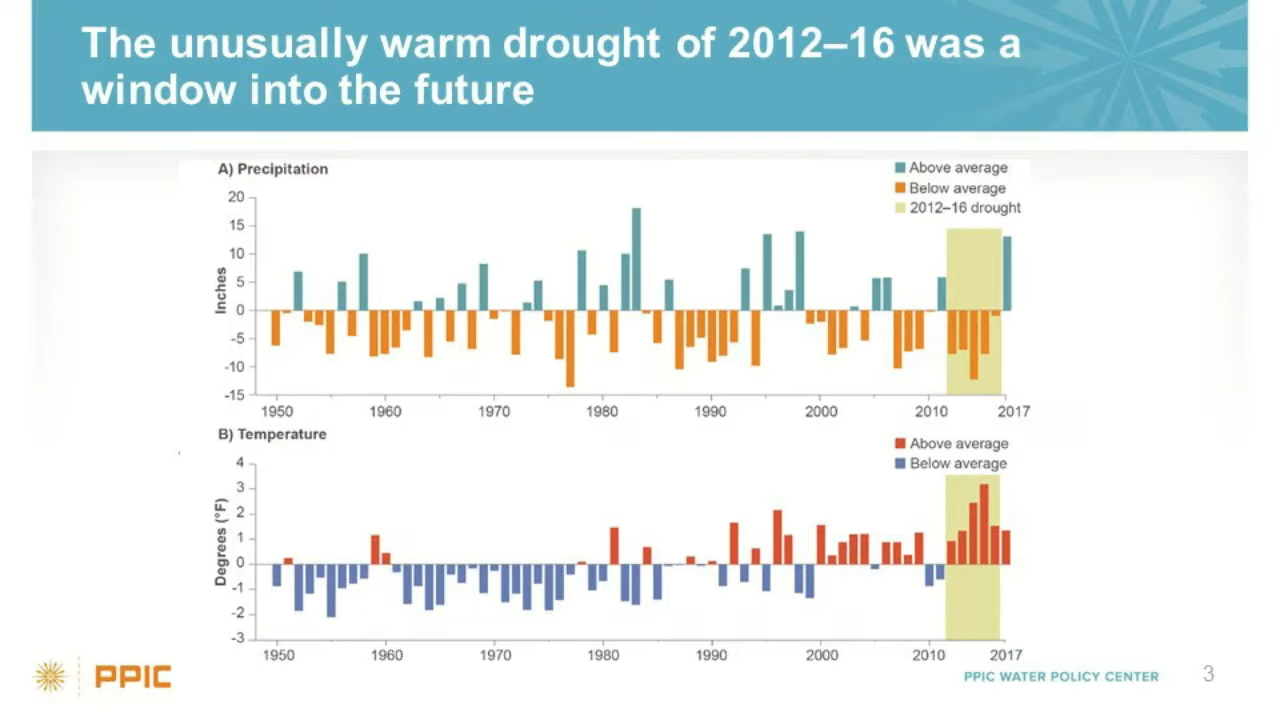 The unusually warm drought of 2012–16 was a
window into the future
A) Precipitation
Above average
Below average
2012–16 drought
Inches
20
15
10
5
0
-5
-10
-15
1950
1960
1970
1980
1990
2000
2010
2017
B) Temperature
Above average
Below average
Degrees (°F)
4
3
2
1
0
-1
-2
-3
1950
1960
1970
1980
1990
2000
2010
2017
PPIC
PPIC WATER POLICY CENTER
3